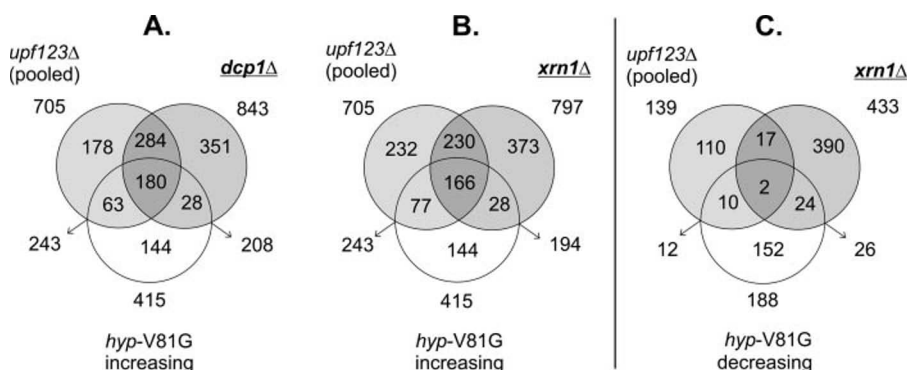 A.
upf123Δ
(pooled)
dcp1Δ
705
843
178
284
351
180
63
28
243
144
208
415
hyp-V81G
increasing
B.
upf123Δ
(pooled)
xrn1Δ
705
797
232
230
373
166
77
28
243
144
194
415
hyp-V81G
increasing
C.
upf123Δ
(pooled)
xrn1Δ
139
433
110
17
390
2
10
24
12
152
26
188
hyp-V81G
decreasing